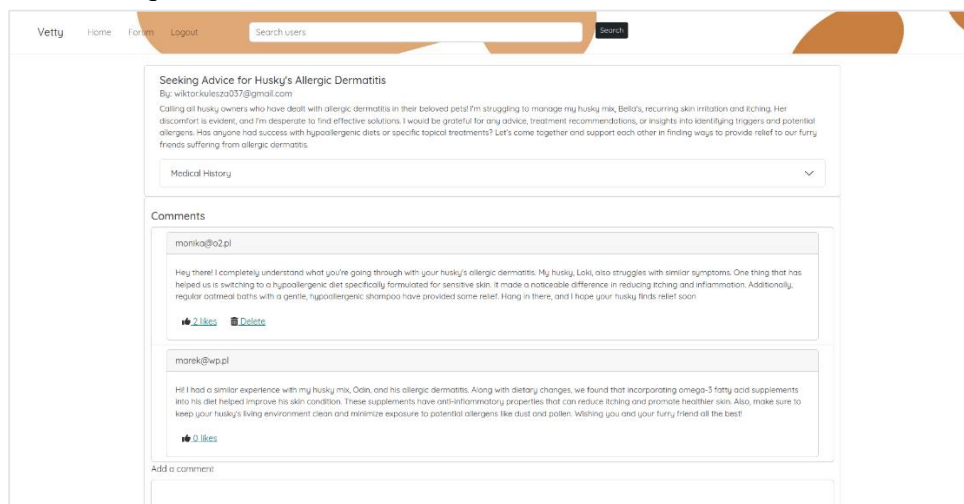 Vetty Home Forum Logout Search users Search
Seeking Advice for Husky's Allergic Dermatitis
By: wiktor.kulesza037@gmail.com
Calling all husky owners who have dealt with allergic dermatitis in their beloved pets! I'm struggling to manage my husky mix, Bella's, recurring skin irritation and itching. Her
discomfort is evident, and I'm desperate to find effective solutions. I would be grateful for any advice, treatment recommendations, or insights into identifying triggers and potential
allergens. Has anyone had success with hypoallergenic diets or specific topical treatments? Let's come together and support each other in finding ways to provide relief to our furry
friends suffering from allergic dermatitis.
Medical History
Comments
monika@o2.pl
Hey there! I completely understand what you're going through with your husky's allergic dermatitis. My husky, Loki, also struggles with similar symptoms. One thing that has
helped us is switching to a hypoallergenic diet specifically formulated for sensitive skin. It made a noticeable difference in reducing itching and inflammation. Additionally,
regular oatmeal baths with a gentle, hypoallergenic shampoo have provided some relief. Hang in there, and I hope your husky finds relief soon
2 likes Delete
marek@wp.pl
Hi! I had a similar experience with my husky mix, Odin, and his allergic dermatitis. Along with dietary changes, we found that incorporating omega-3 fatty acid supplements
into his diet helped improve his skin condition. These supplements have anti-inflammatory properties that can reduce itching and promote healthier skin. Also, make sure to
keep your husky's living environment clean and minimize exposure to potential allergens like dust and pollen. Wishing you and your furry friend all the best!
0 likes
Add a comment